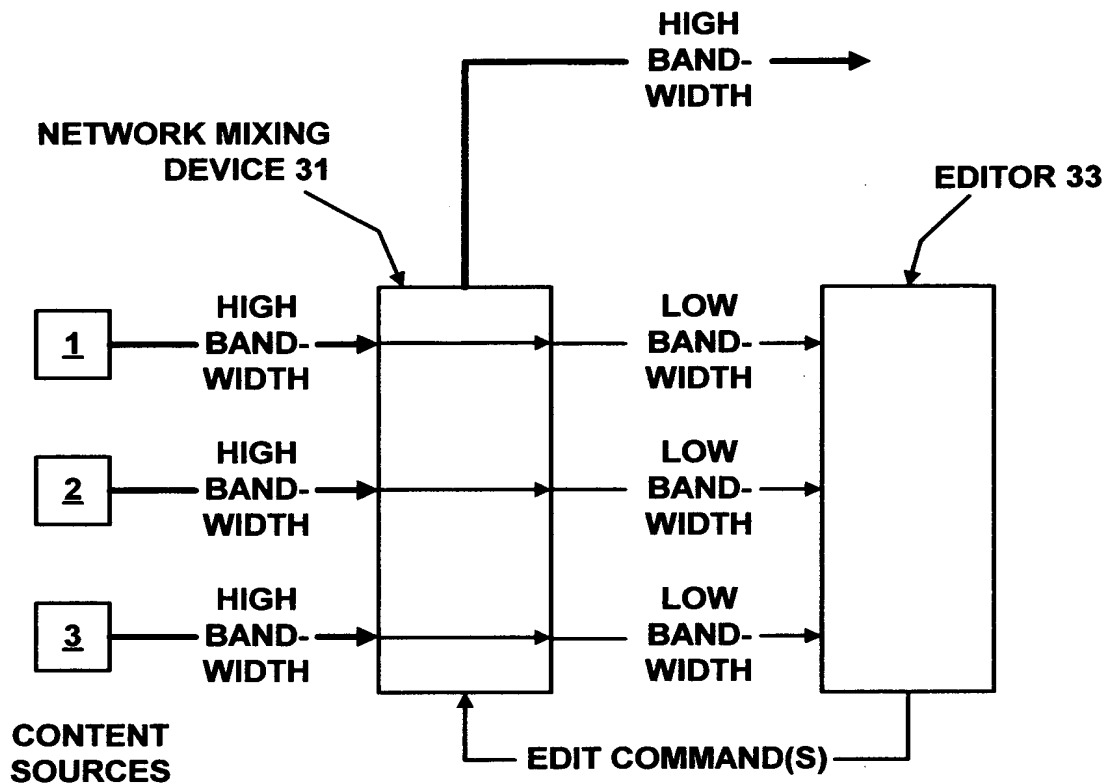 HIGH
BAND-
WIDTH
NETWORK MIXING
DEVICE 31
EDITOR 33
1
HIGH
BAND-
WIDTH
LOW
BAND-
WIDTH
2
HIGH
BAND-
WIDTH
LOW
BAND-
WIDTH
3
HIGH
BAND-
WIDTH
LOW
BAND-
WIDTH
CONTENT
SOURCES
EDIT COMMAND(S)